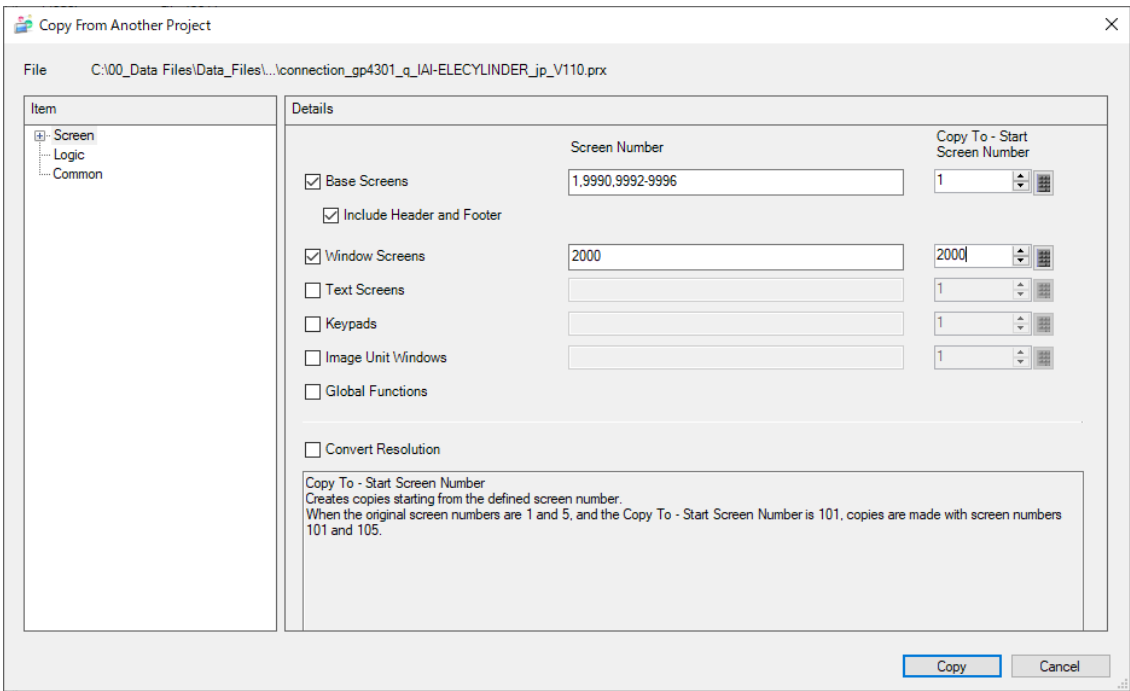 Copy From Another Project
File C:\00_Data Files\Data_Files\...\connection_gp4301_q_IAI-ELECYLINDER_jp_V110.prx
Item
Screen
Logic
Common
Details
Screen Number
Copy To - Start
Screen Number
Base Screens 1,9990,9992-9996 1
Include Header and Footer
Window Screens 2000 2000
Text Screens 1
Keypads 1
Image Unit Windows 1
Global Functions
Convert Resolution
Copy To - Start Screen Number
Creates copies starting from the defined screen number.
When the original screen numbers are 1 and 5, and the Copy To - Start Screen Number is 101, copies are made with screen numbers
101 and 105.
Copy Cancel